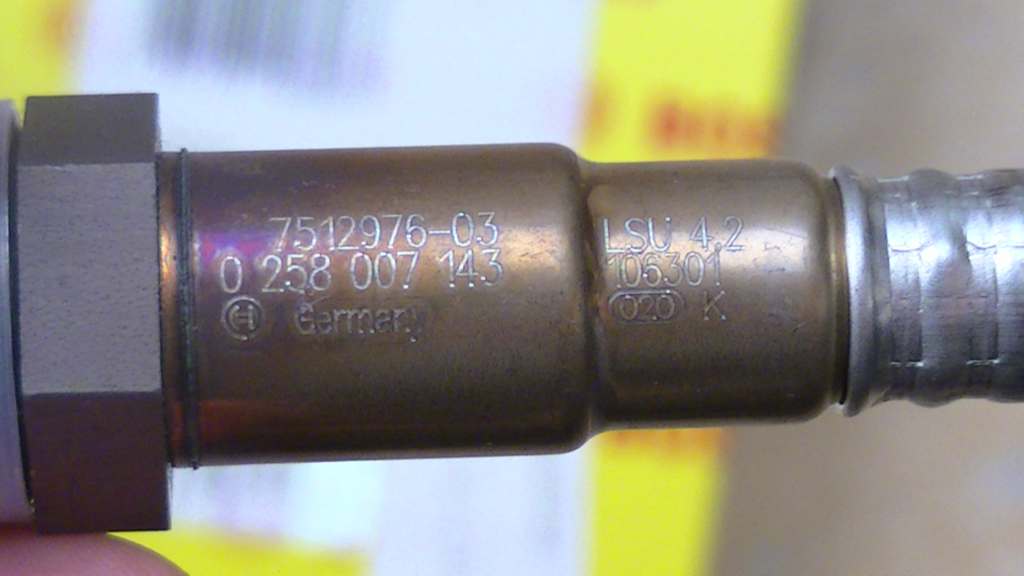 7512976-03
0 258 007 143
H Germany
LSU 4.2
106301
020 K